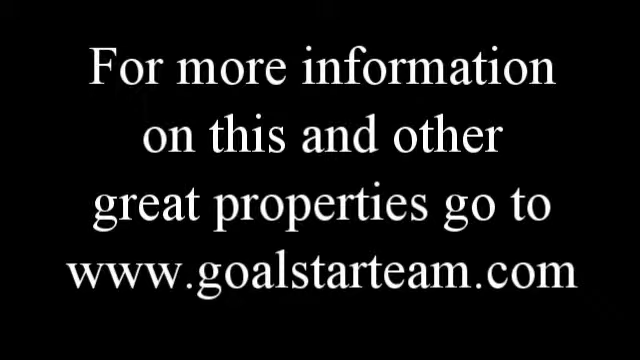 For more information
on this and other
great properties go to
www.goalstarteam.com